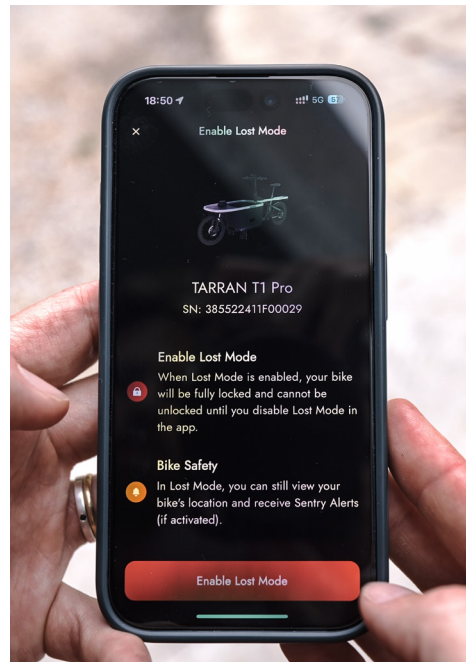 18:50 5G
Enable Lost Mode
TARRAN T1 Pro
SN: 385522411F00029
Enable Lost Mode
When Lost Mode is enabled, your bike
will be fully locked and cannot be
unlocked until you disable Lost Mode in
the app.
Bike Safety
In Lost Mode, you can still view your
bike's location and receive Sentry Alerts
(if activated).
Enable Lost Mode